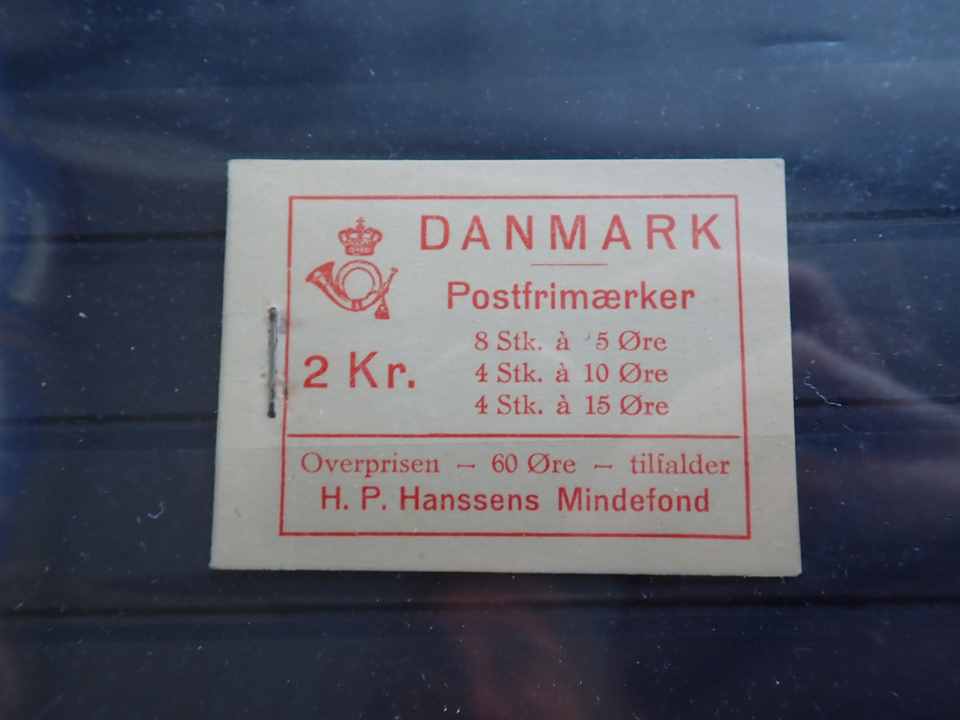 DANMARK
Postfrimærker
2 Kr.
8 Stk. à 5 Øre
4 Stk. à 10 Øre
4 Stk. à 15 Øre
Overprisen – 60 Øre – tilfalder
H. P. Hanssens Mindefond